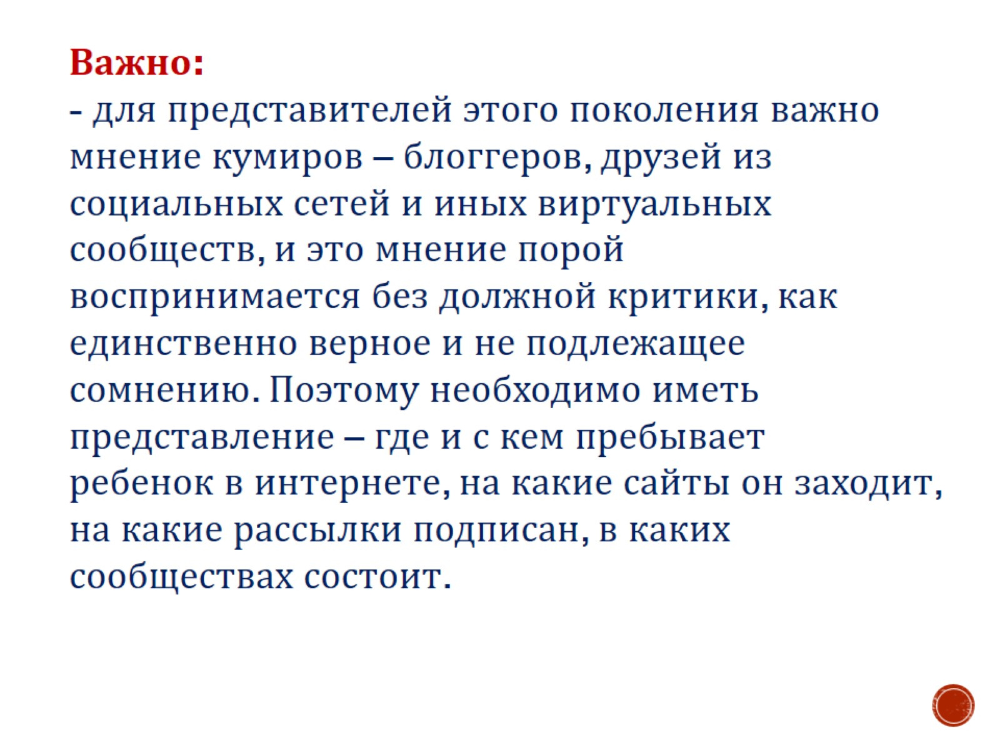 Важно:
- для представителей этого поколения важно
мнение кумиров – блоггеров, друзей из
социальных сетей и иных виртуальных
сообществ, и это мнение порой
воспринимается без должной критики, как
единственно верное и не подлежащее
сомнению. Поэтому необходимо иметь
представление – где и с кем пребывает
ребенок в интернете, на какие сайты он заходит,
на какие рассылки подписан, в каких
сообществах состоит.